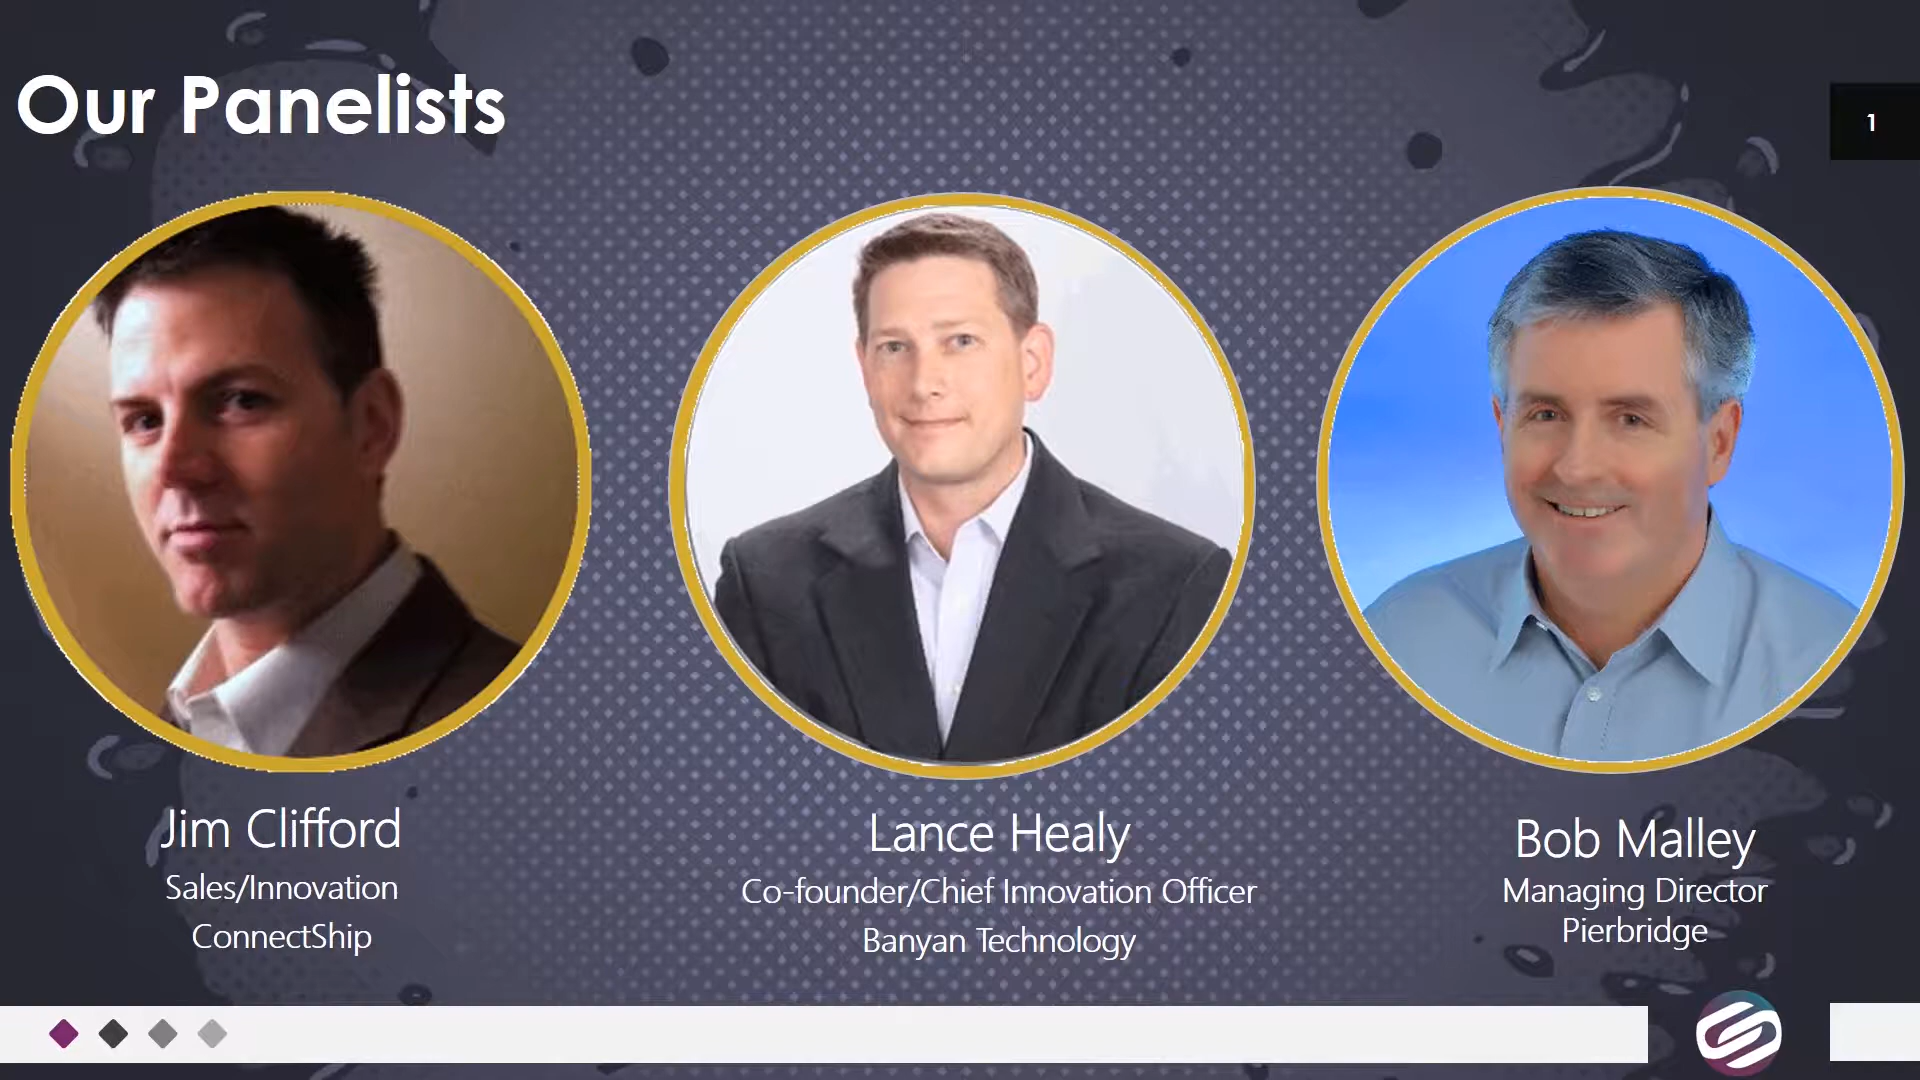 Our Panelists
1
Jim Clifford
Sales/Innovation
ConnectShip
Lance Healy
Co-founder/Chief Innovation Officer
Banyan Technology
Bob Malley
Managing Director
Pierbridge